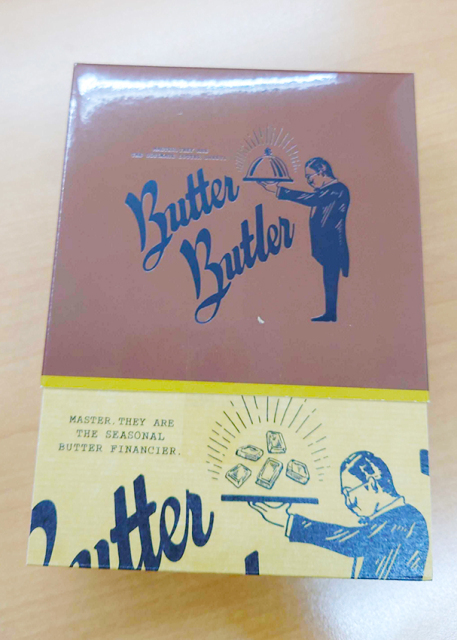 Butter
Butler
MASTER. THEY ARE
THE SEASONAL
BUTTER FINANCIER.
Butter